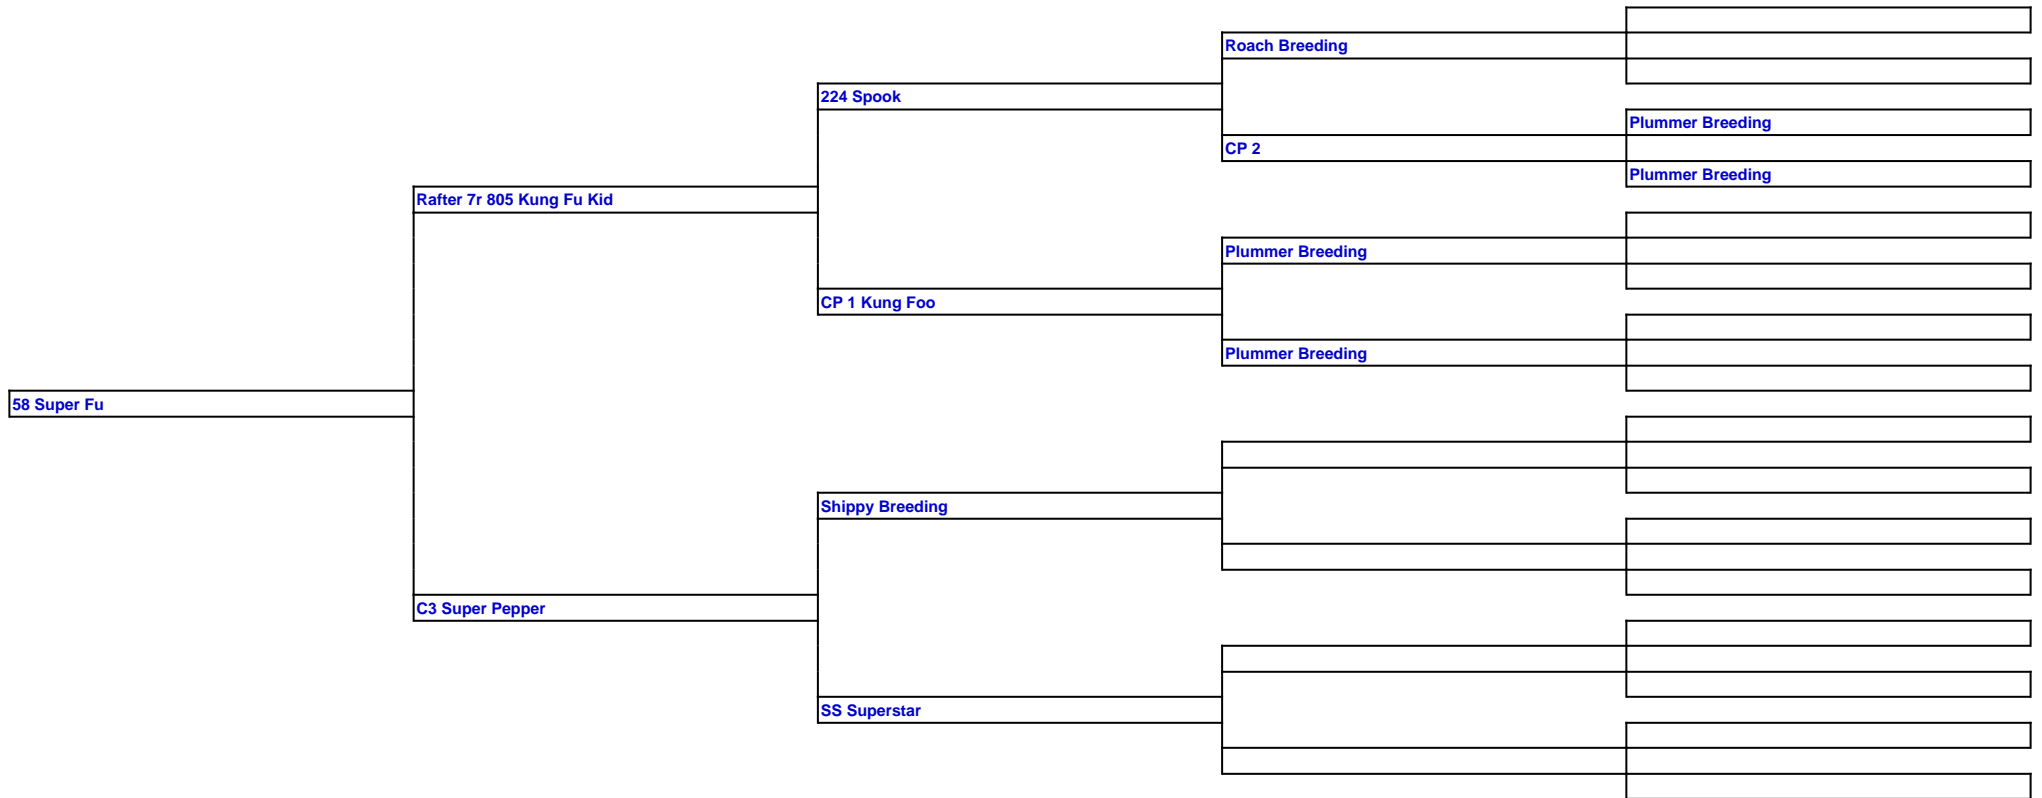 Roach Breeding
224 Spook
Plummer Breeding
CP 2
Plummer Breeding
Rafter 7r 805 Kung Fu Kid
Plummer Breeding
CP 1 Kung Foo
Plummer Breeding
58 Super Fu
Shippy Breeding
C3 Super Pepper
SS Superstar